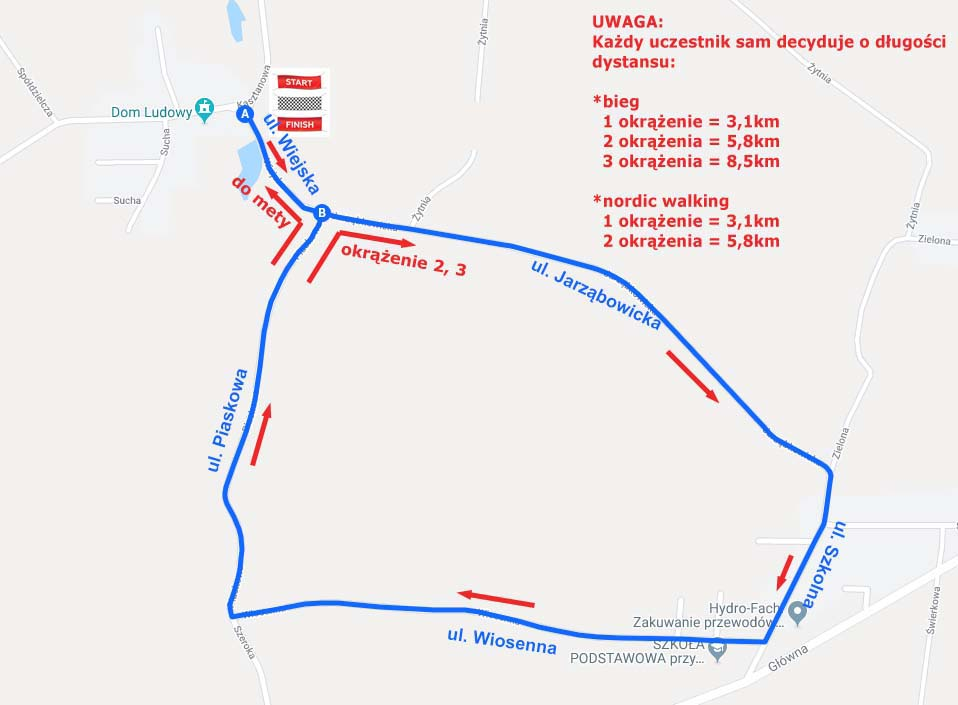 UWAGA:
Każdy uczestnik sam decyduje o długości
dystansu:
*bieg
1 okrążenie = 3,1km
2 okrążenia = 5,8km
3 okrążenia = 8,5km
*nordic walking
1 okrążenie = 3,1km
2 okrążenia = 5,8km
Żytnia
Żytnia
Spółdzielcza
Kasztanowa
START
FINISH
Dom Ludowy
A
ul. Wiejska
Sucha
Sucha
do mety
B
Żytnia
Żytnia
Zielona
okrążenie 2, 3
ul. Jarząbowicka
ul. Piaskowa
Zielona
ul. Szkolna
Hydro-Fach
Zakuwanie przewodów...
ul. Wiosenna
SZKOŁA
PODSTAWOWA przy...
Główna
Świerkowa
Szeroka